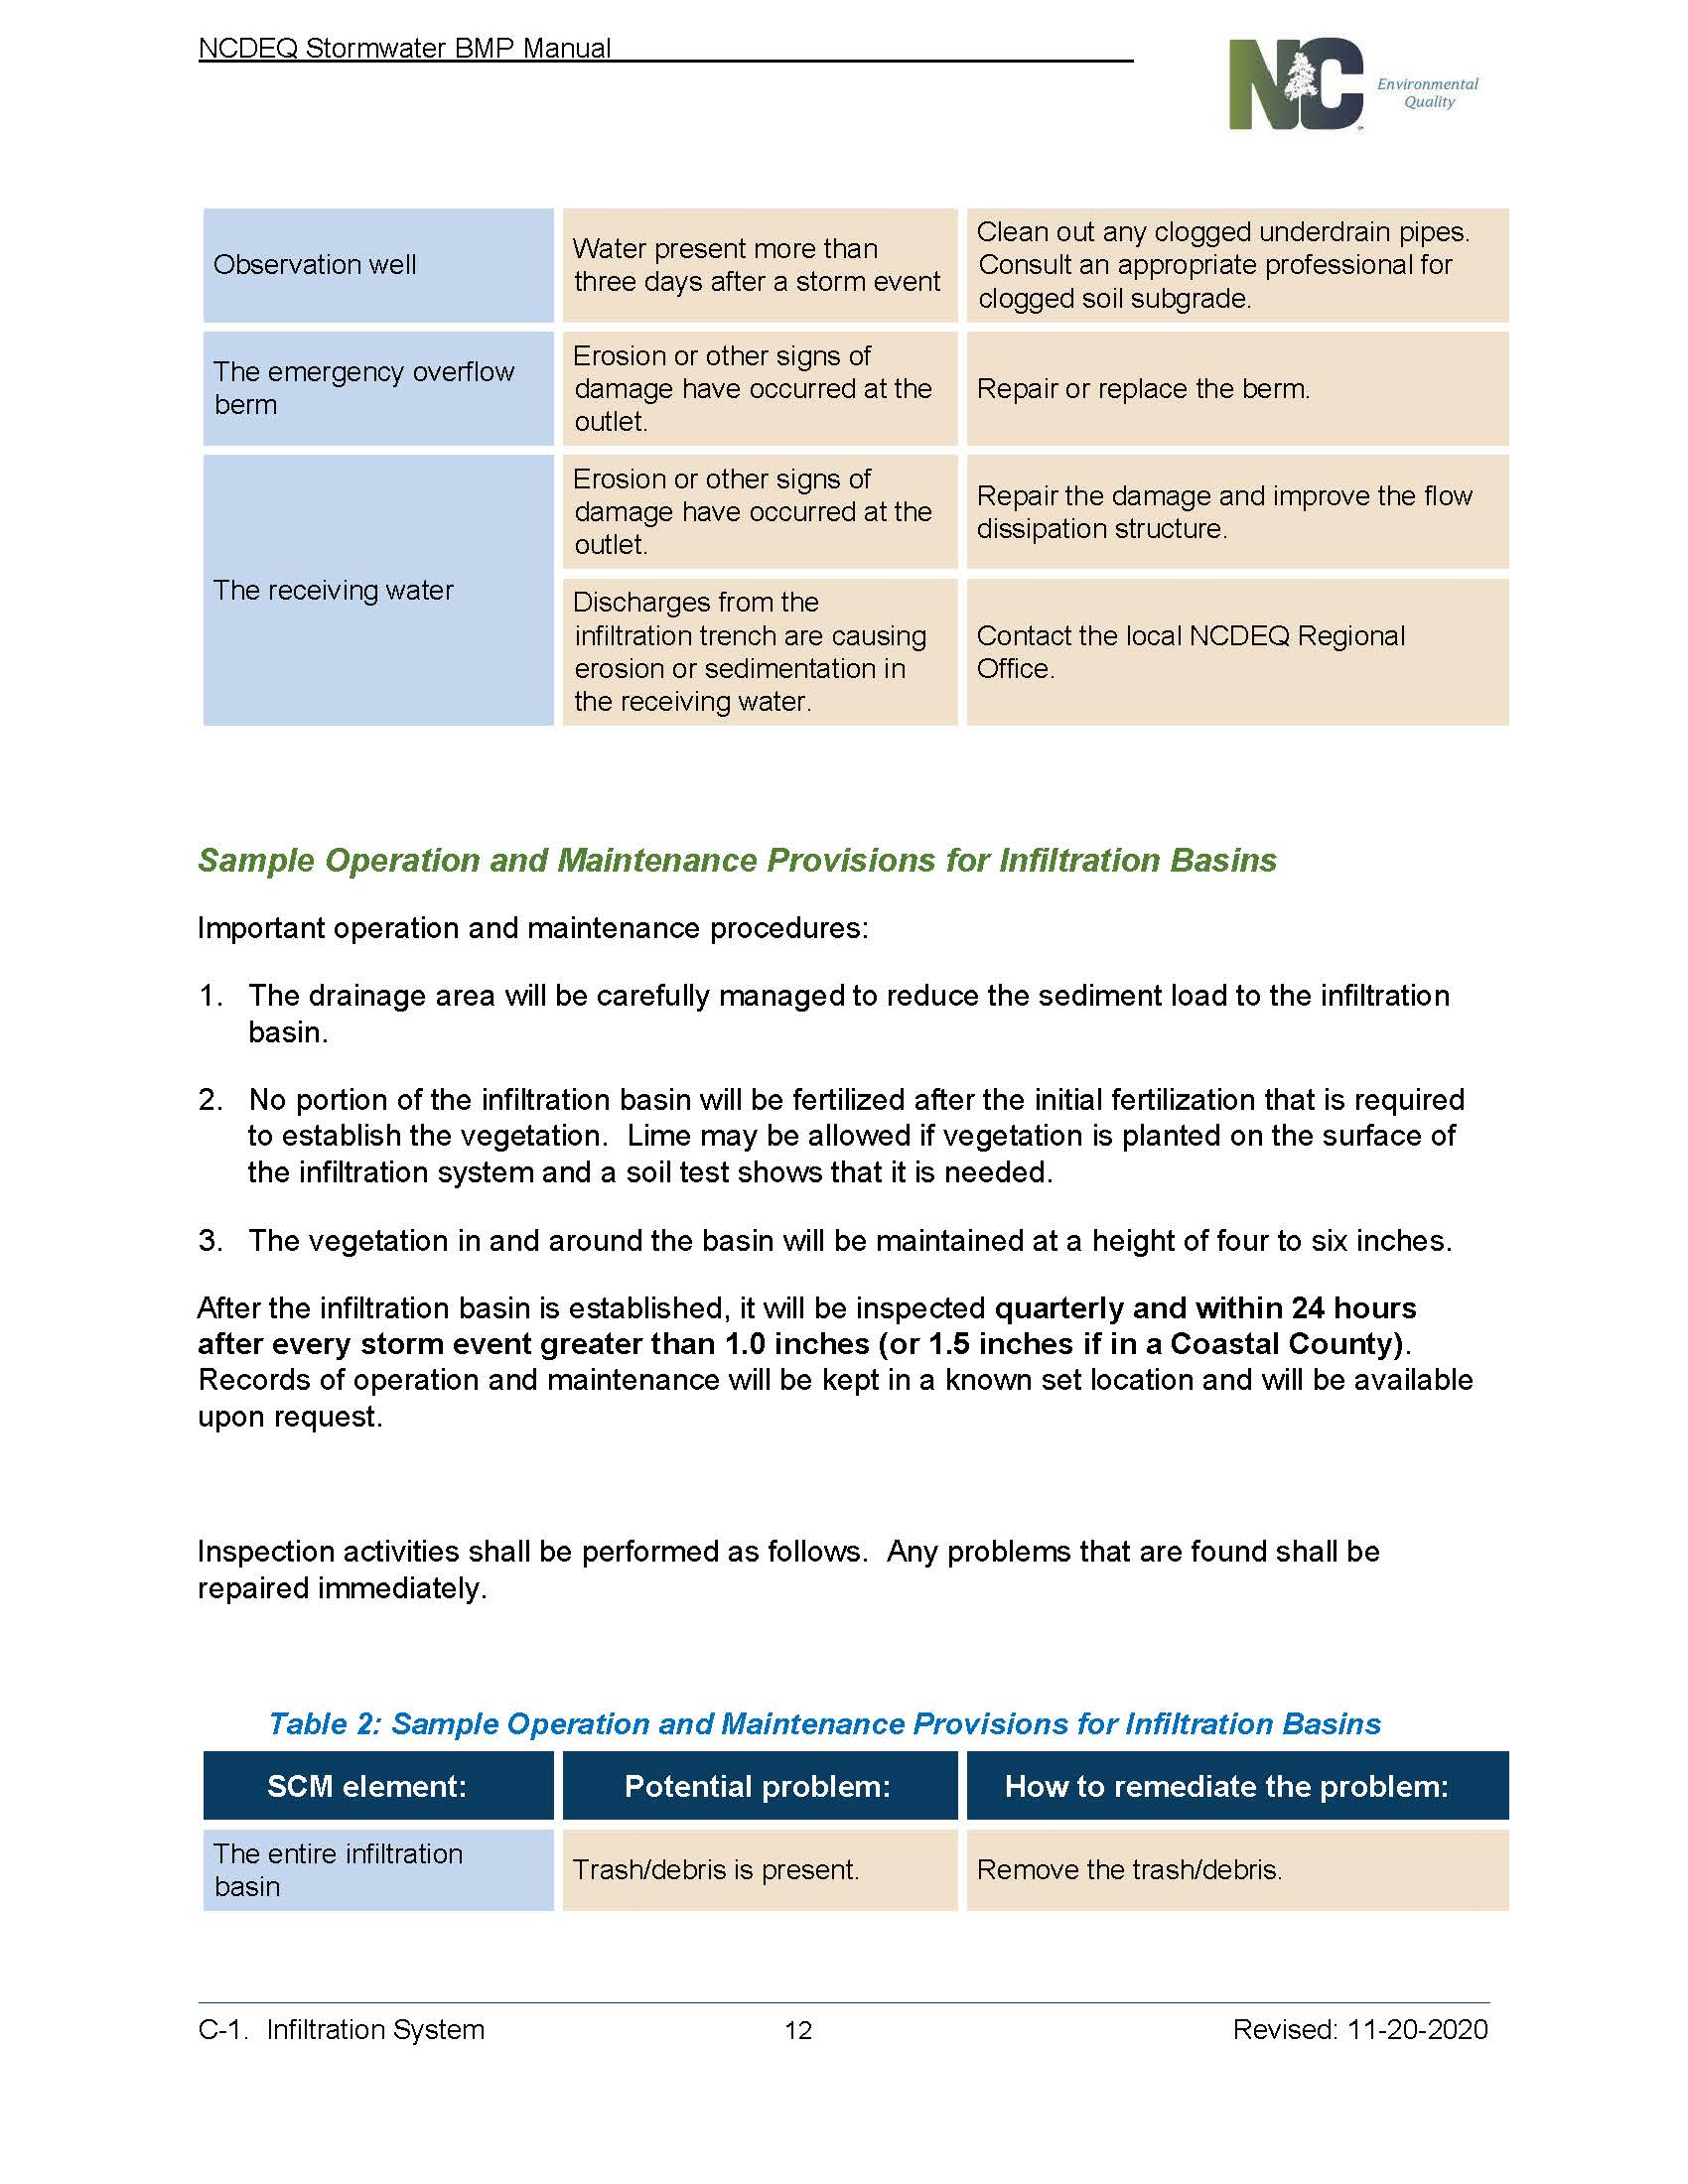 NCDEQ Stormwater BMP Manual
NC
Environmental
Quality
Observation well
Water present more than
three days after a storm event
Clean out any clogged underdrain pipes.
Consult an appropriate professional for
clogged soil subgrade.
The emergency overflow
berm
Erosion or other signs of
damage have occurred at the
outlet.
Repair or replace the berm.
The receiving water
Erosion or other signs of
damage have occurred at the
outlet.
Repair the damage and improve the flow
dissipation structure.
Discharges from the
infiltration trench are causing
erosion or sedimentation in
the receiving water.
Contact the local NCDEQ Regional
Office.
Sample Operation and Maintenance Provisions for Infiltration Basins
Important operation and maintenance procedures:
1. The drainage area will be carefully managed to reduce the sediment load to the infiltration
basin.
2. No portion of the infiltration basin will be fertilized after the initial fertilization that is required
to establish the vegetation. Lime may be allowed if vegetation is planted on the surface of
the infiltration system and a soil test shows that it is needed.
3. The vegetation in and around the basin will be maintained at a height of four to six inches.
After the infiltration basin is established, it will be inspected quarterly and within 24 hours
after every storm event greater than 1.0 inches (or 1.5 inches if in a Coastal County).
Records of operation and maintenance will be kept in a known set location and will be available
upon request.
Inspection activities shall be performed as follows. Any problems that are found shall be
repaired immediately.
Table 2: Sample Operation and Maintenance Provisions for Infiltration Basins
SCM element:
Potential problem:
How to remediate the problem:
The entire infiltration
basin
Trash/debris is present.
Remove the trash/debris.
C-1. Infiltration System
12
Revised: 11-20-2020